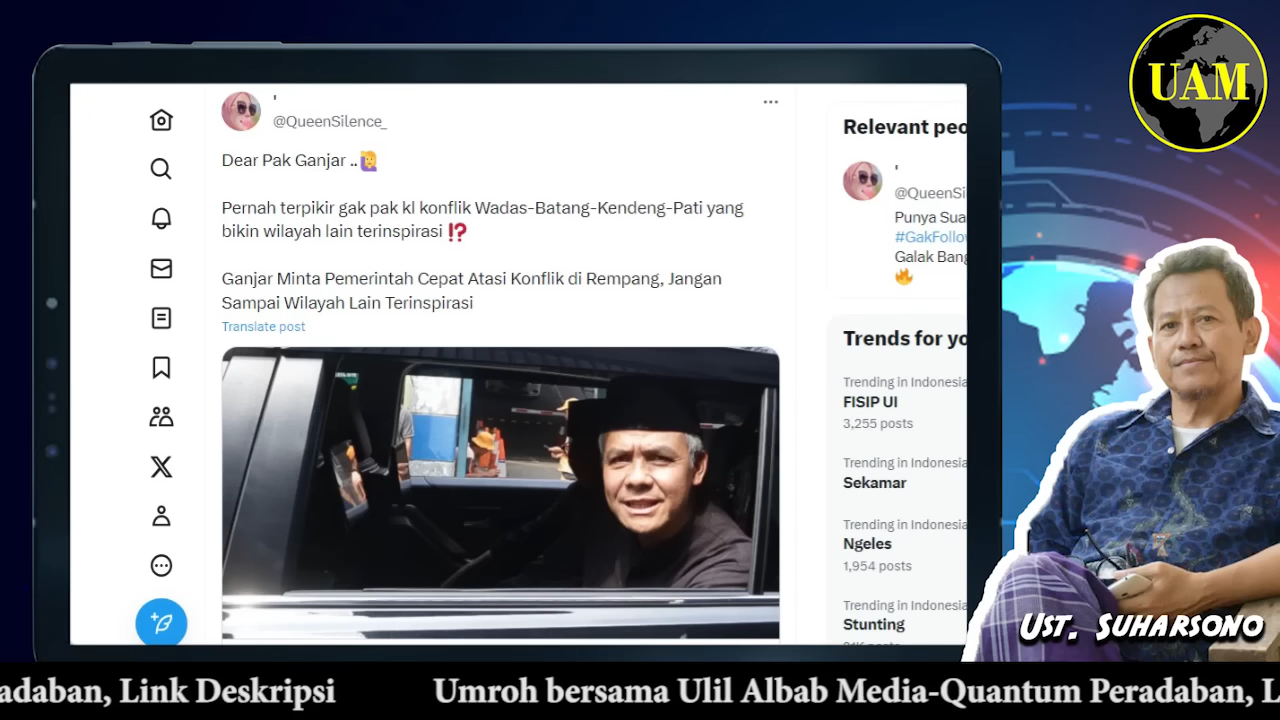 '
@QueenSilence_
Dear Pak Ganjar ..
Pernah terpikir gak pak kl konflik Wadas-Batang-Kendeng-Pati yang
bikin wilayah lain terinspirasi ⁉
Ganjar Minta Pemerintah Cepat Atasi Konflik di Rempang, Jangan
Sampai Wilayah Lain Terinspirasi
Translate post
Relevant peo
'
@QueenSil
Punya Sua
#GakFollow
Galak Bang
Trends for yo
Trending in Indonesia
FISIP UI
3,255 posts
Trending in Indonesia
Sekamar
Trending in Indonesia
Ngeles
1,954 posts
Trending in Indonesia
Stunting
UAM
UST. SUHARSONO
adaban, Link Deskripsi
Umroh bersama Ulil Albab Media-Quantum Peradaban, L